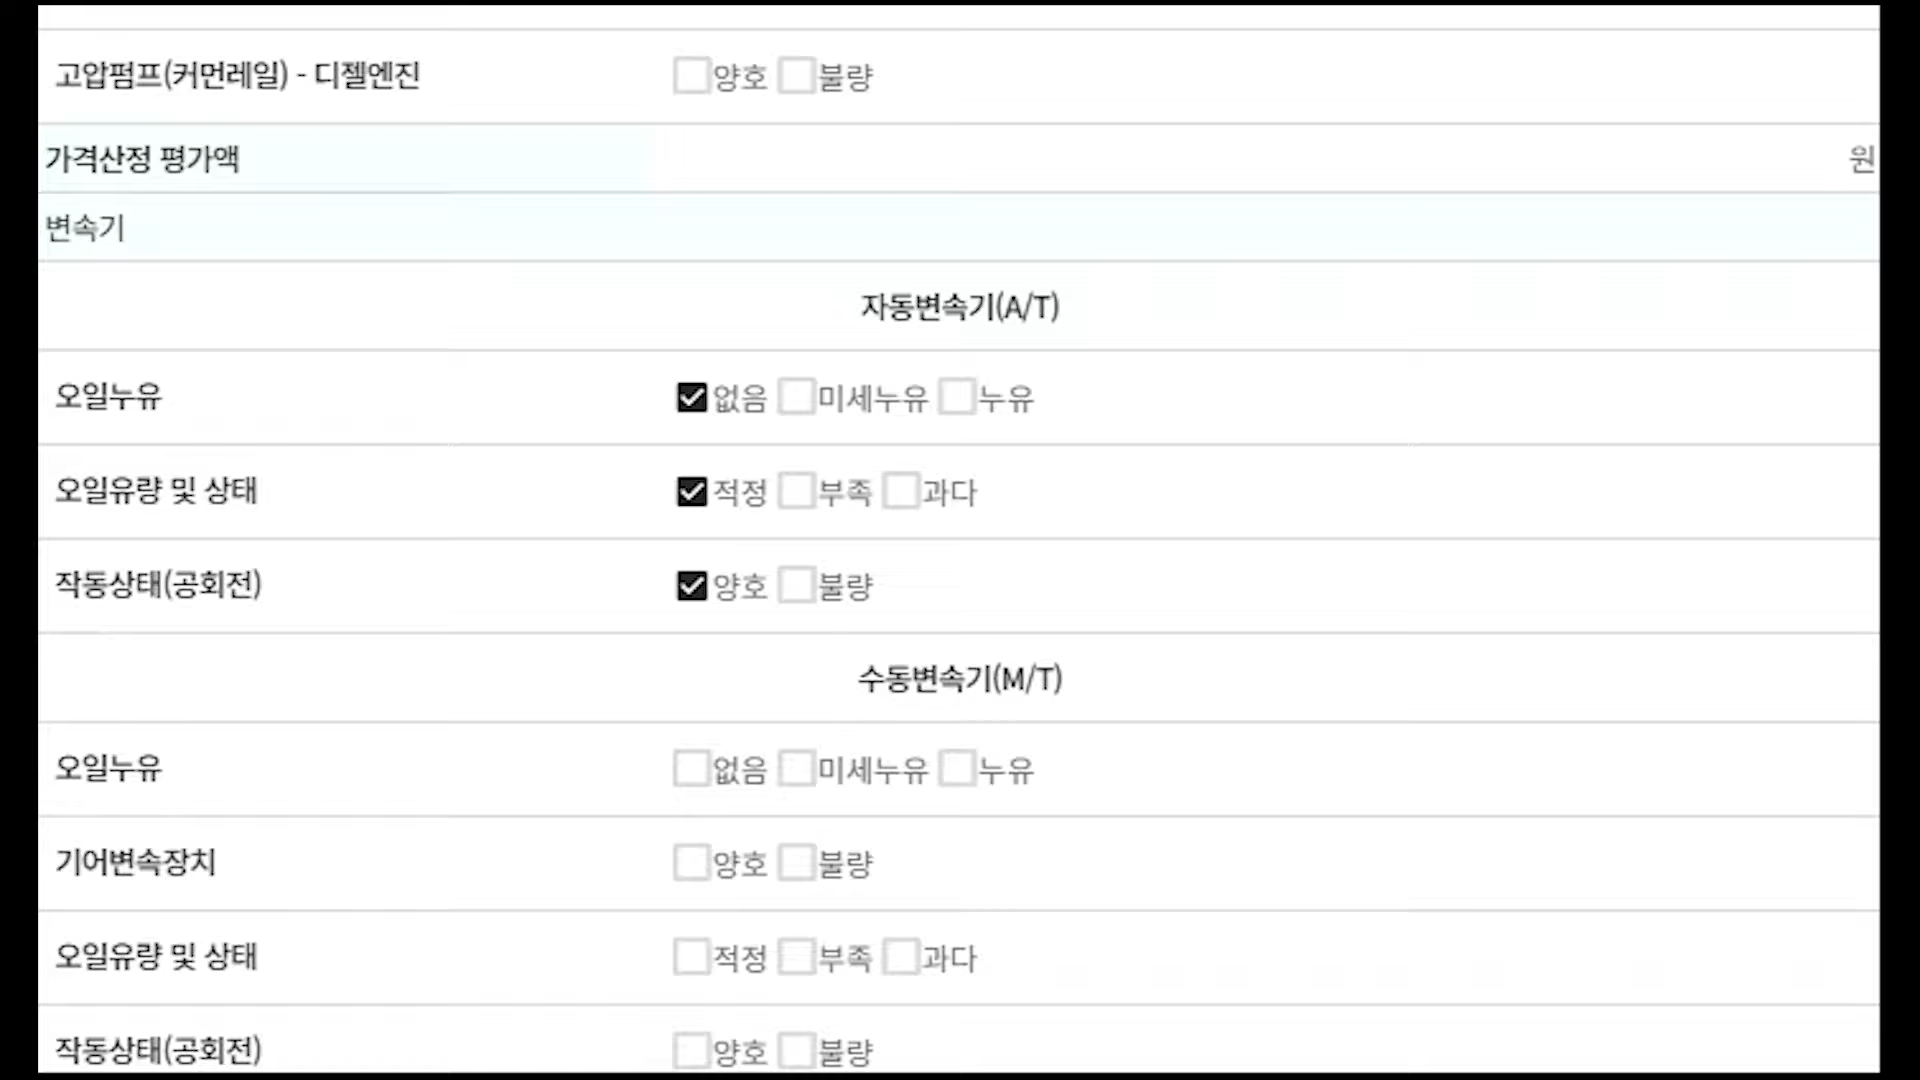 고압펌프(커먼레일) - 디젤엔진 양호 불량
가격산정 평가액 원
변속기
자동변속기(A/T)
오일누유 없음 미세누유 누유
오일유량 및 상태 적정 부족 과다
작동상태(공회전) 양호 불량
수동변속기(M/T)
오일누유 없음 미세누유 누유
기어변속장치 양호 불량
오일유량 및 상태 적정 부족 과다
작동상태(공회전) 양호 불량